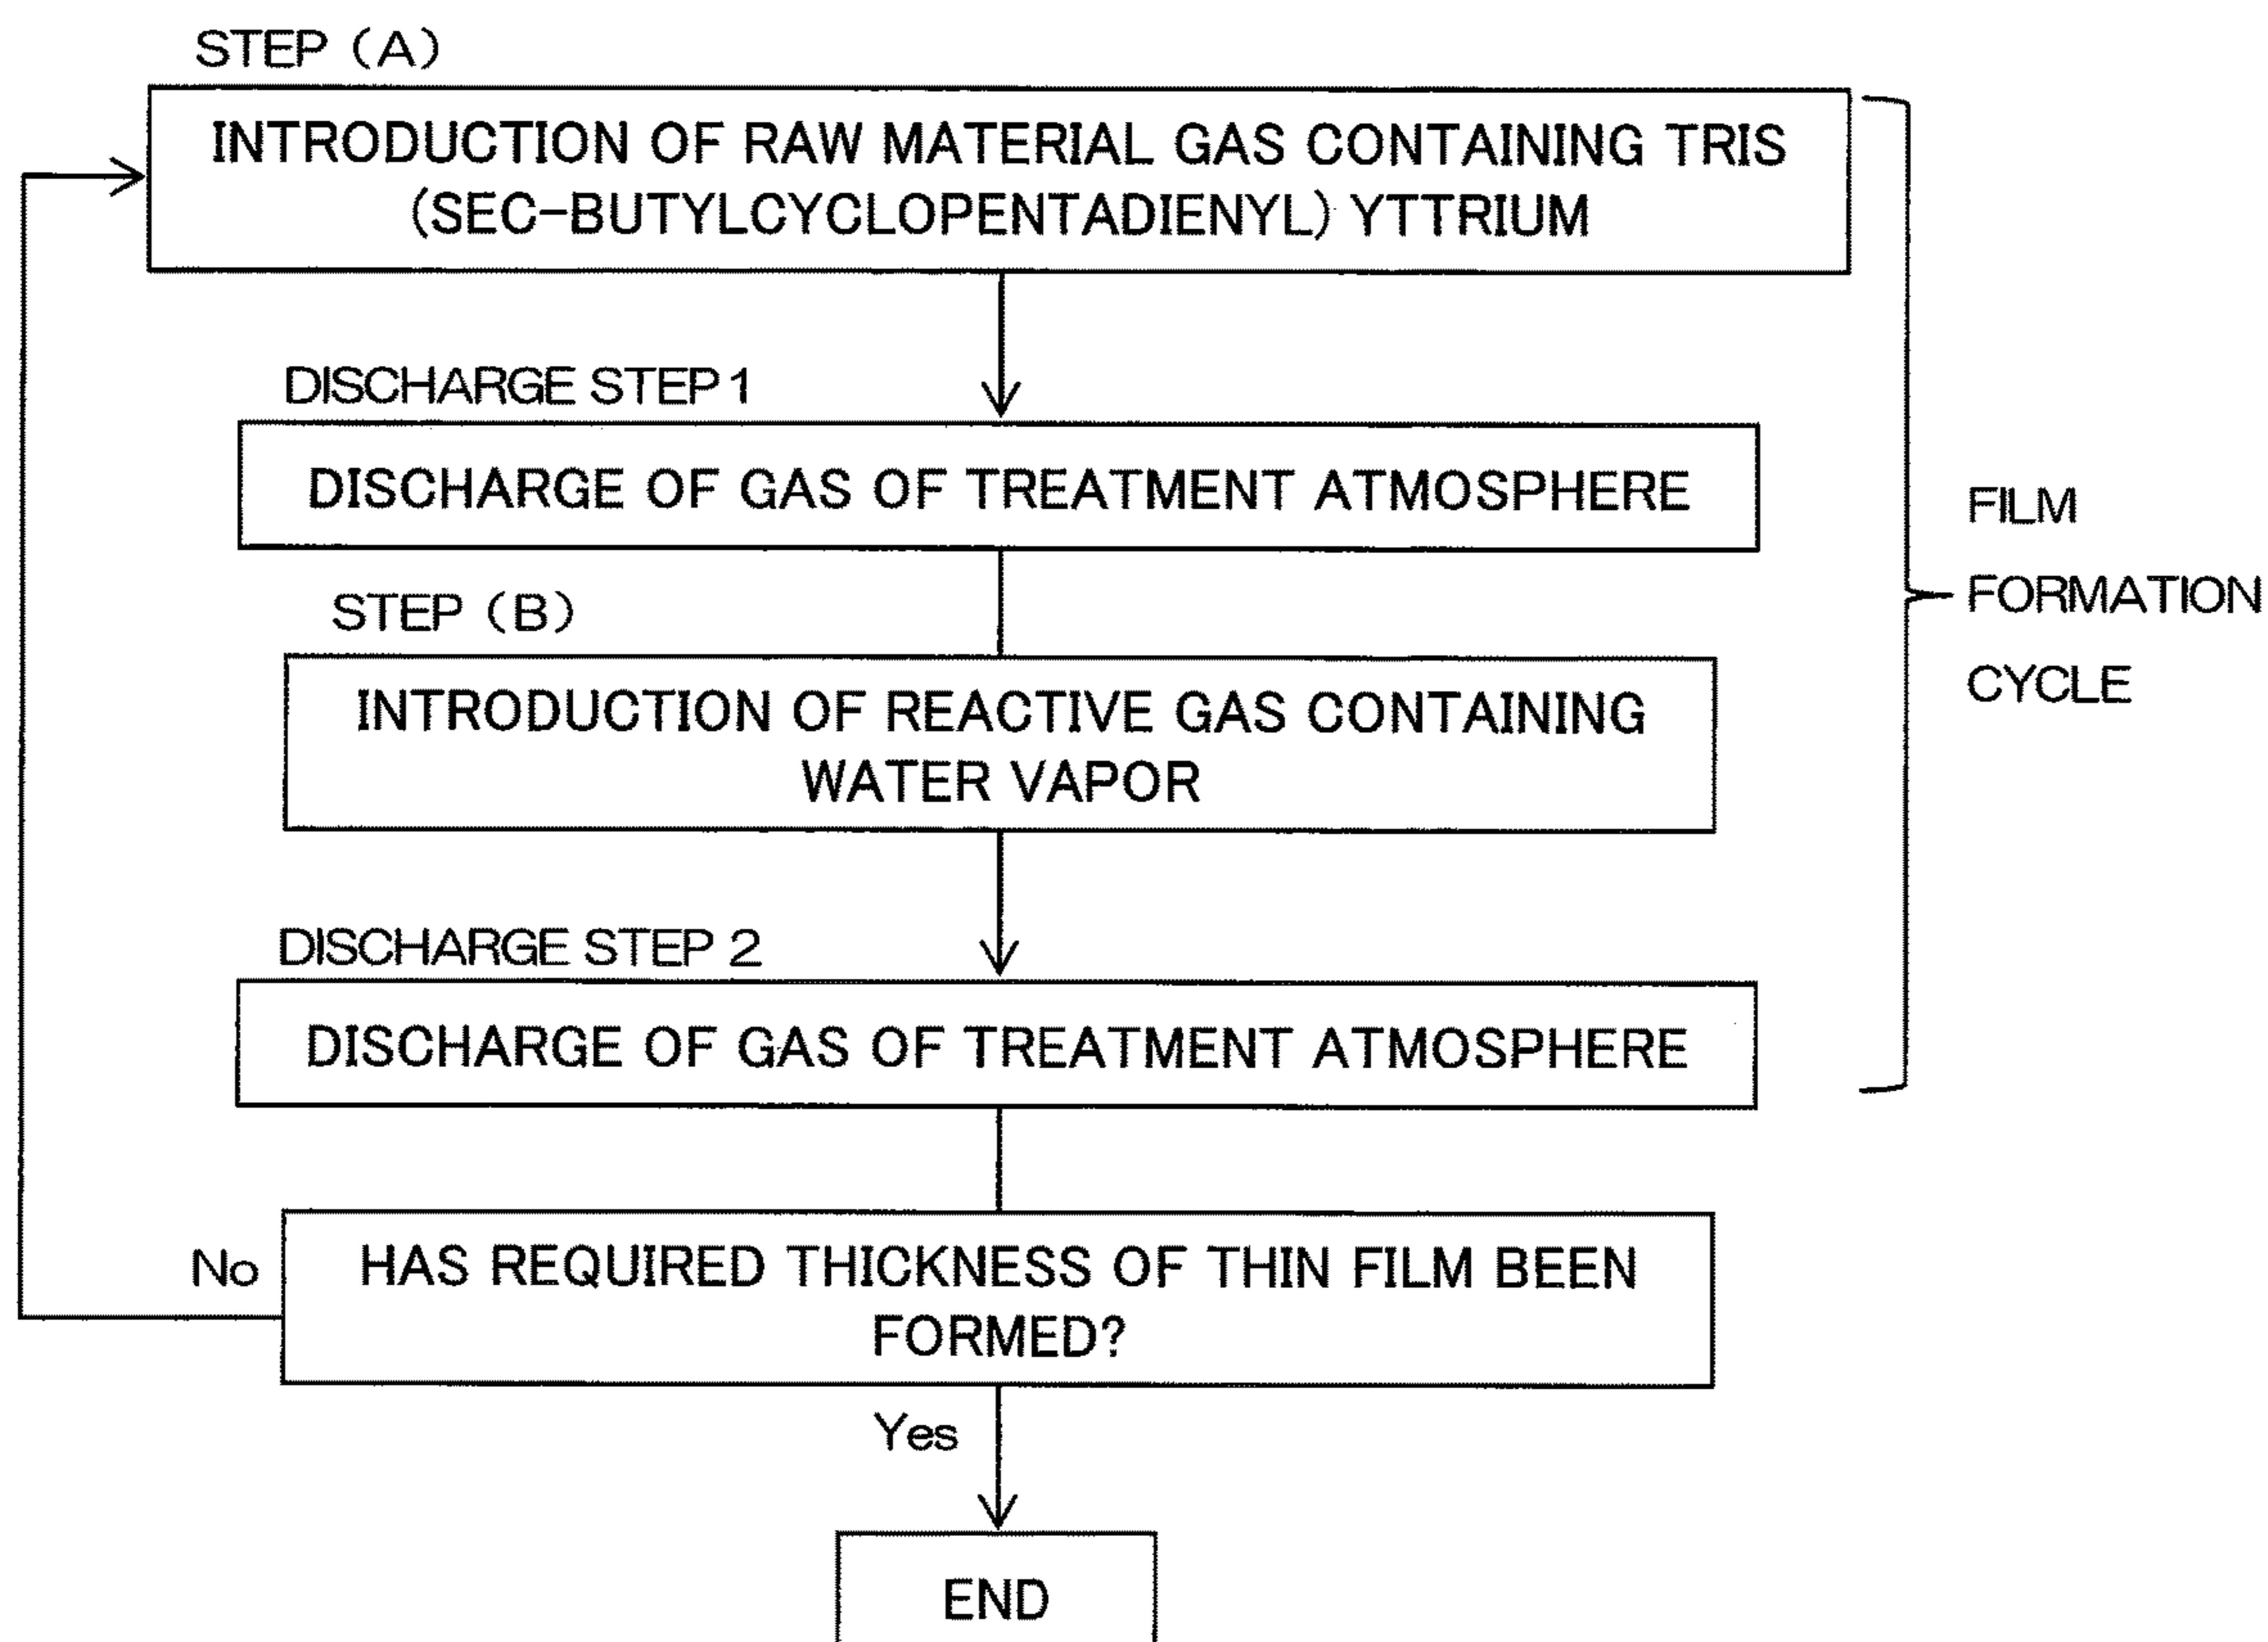 STEP (A)
INTRODUCTION OF RAW MATERIAL GAS CONTAINING TRIS
(SEC-BUTYLCYCLOPENTADIENYL) YTTRIUM
DISCHARGE STEP 1
DISCHARGE OF GAS OF TREATMENT ATMOSPHERE
STEP (B)
INTRODUCTION OF REACTIVE GAS CONTAINING
WATER VAPOR
DISCHARGE STEP 2
DISCHARGE OF GAS OF TREATMENT ATMOSPHERE
FILM
FORMATION
CYCLE
No
HAS REQUIRED THICKNESS OF THIN FILM BEEN
FORMED?
Yes
END